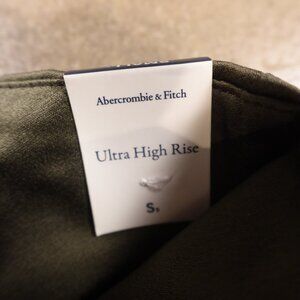 Abercrombie & Fitch
Ultra High Rise
S